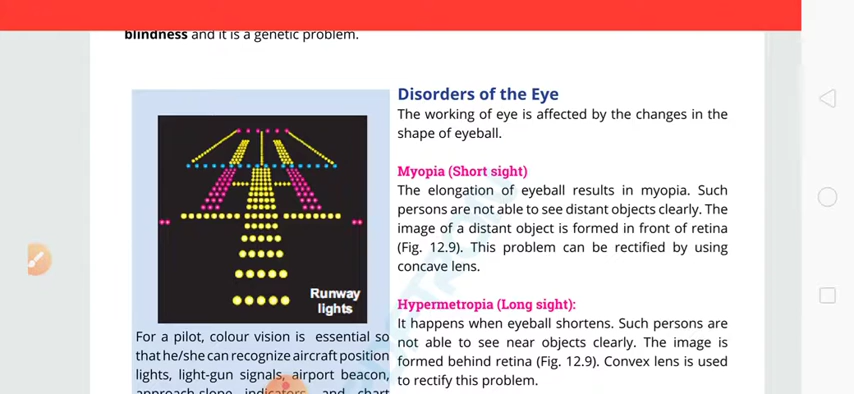 blindness and it is a genetic problem.
Runway
lights
For a pilot, colour vision is essential so
that he/she can recognize aircraft position
lights, light-gun signals, airport beacon,
approach-slope indicators, and chart
Disorders of the Eye
The working of eye is affected by the changes in the
shape of eyeball.
Myopia (Short sight)
The elongation of eyeball results in myopia. Such
persons are not able to see distant objects clearly. The
image of a distant object is formed in front of retina
(Fig. 12.9). This problem can be rectified by using
concave lens.
Hypermetropia (Long sight):
It happens when eyeball shortens. Such persons are
not able to see near objects clearly. The image is
formed behind retina (Fig. 12.9). Convex lens is used
to rectify this problem.